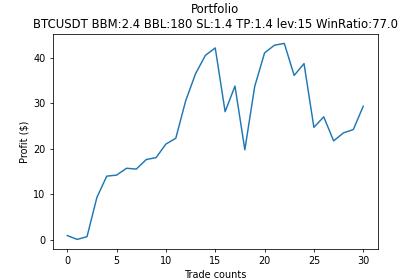 Portfolio
BTCUSDT BBM:2.4 BBL:180 SL:1.4 TP:1.4 lev:15 WinRatio:77.0
40
30
20
10
0
Profit ($)
0 5 10 15 20 25 30
Trade counts